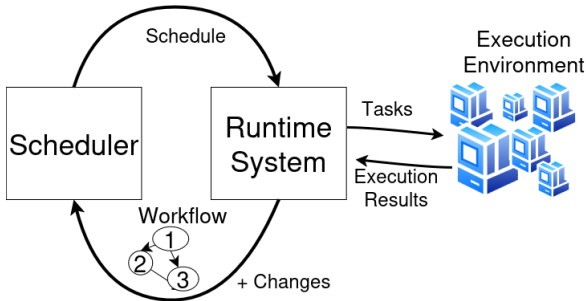 Schedule
Execution
Environment
Scheduler
Runtime
System
Tasks
Execution
Results
Workflow
1
2
3
+ Changes